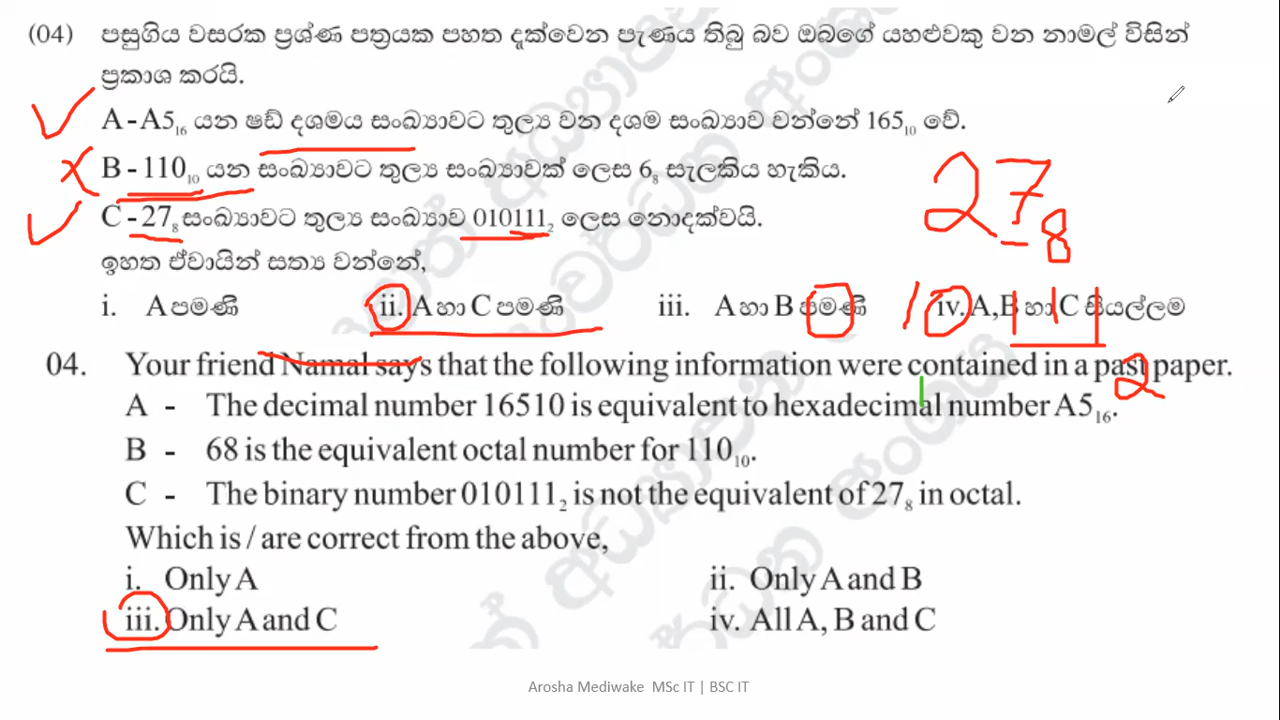 (04) පසුගිය වසරක ප්‍රශ්ණ පත්‍රයක පහත දැක්වෙන පැණය තිබු බව ඔබගේ යහළුවකු වන නාමල් විසින්
ප්‍රකාශ කරයි.
A - A5₁₆ යන ෂඩ් දශමය සංඛ්‍යාවට තුල්‍ය වන දශම සංඛ්‍යාව වන්නේ 165₁₀ වේ.
B - 110₁₀ යන සංඛ්‍යාවට තුල්‍ය සංඛ්‍යාවක් ලෙස 6₈ සැලකිය හැකිය.
C - 27₈ සංඛ්‍යාවට තුල්‍ය සංඛ්‍යාව 010111₂ ලෙස නොදක්වයි.
27₈
ඉහත ඒවායින් සත්‍ය වන්නේ,
i. A පමණි ii. A හා C පමණි iii. A හා B පමණි iv. A, B හා C සියල්ලම
10111₂
04. Your friend Namal says that the following information were contained in a past paper.
A - The decimal number 16510 is equivalent to hexadecimal number A5₁₆.
B - 68 is the equivalent octal number for 110₁₀.
C - The binary number 010111₂ is not the equivalent of 27₈ in octal.
Which is / are correct from the above,
i. Only A ii. Only A and B
iii. Only A and C iv. All A, B and C
Arosha Mediwake MSc IT | BSC IT